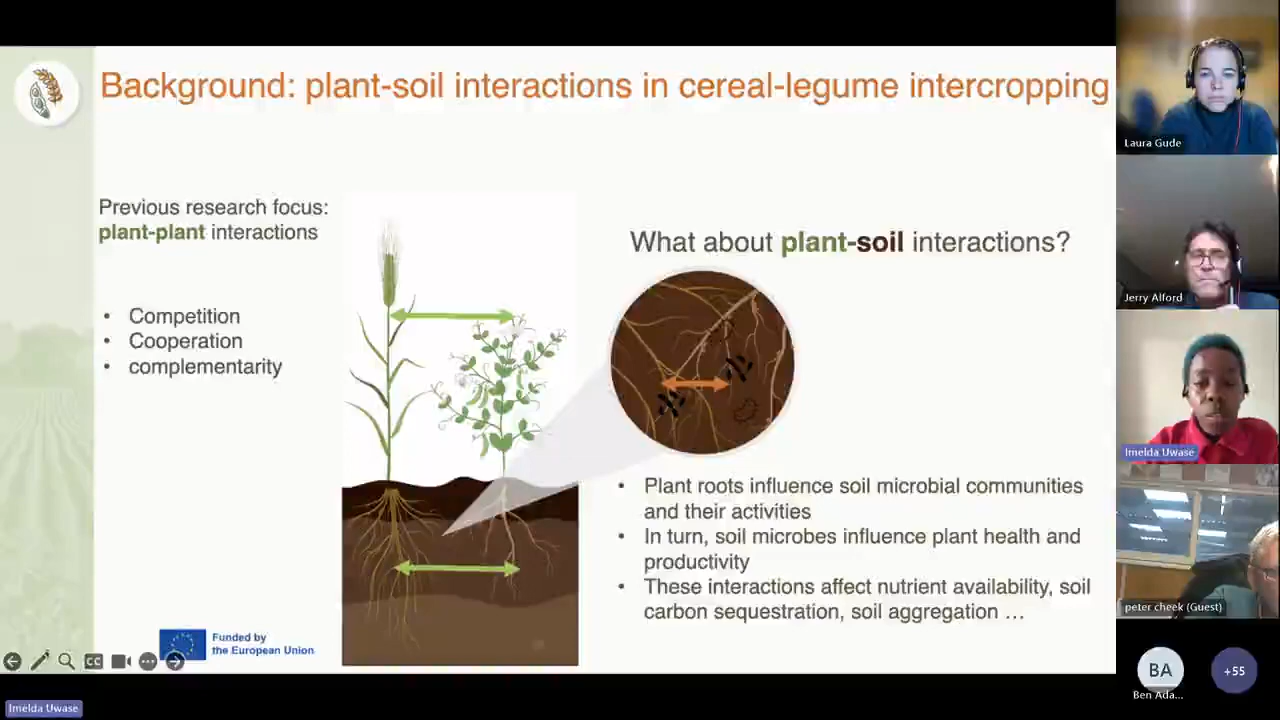 Background: plant-soil interactions in cereal-legume intercropping
Previous research focus:
plant-plant interactions
• Competition
• Cooperation
• complementarity
What about plant-soil interactions?
• Plant roots influence soil microbial communities
and their activities
• In turn, soil microbes influence plant health and
productivity
• These interactions affect nutrient availability, soil
carbon sequestration, soil aggregation ...
Funded by
the European Union
CC
Imelda Uwase
Laura Gude
Jerry Alford
Imelda Uwase
peter cheek (Guest)
BA
Ben Ada...
+55